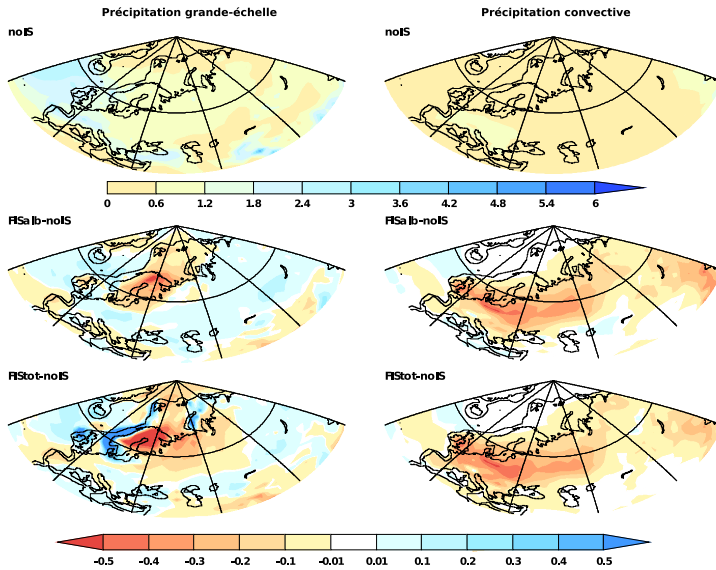 Précipitation grande-échelle
Précipitation convective
noIS
noIS
0 0.6 1.2 1.8 2.4 3 3.6 4.2 4.8 5.4 6
FISalb-noIS
FISalb-noIS
FIStot-noIS
FIStot-noIS
-0.5 -0.4 -0.3 -0.2 -0.1 -0.01 0.01 0.1 0.2 0.3 0.4 0.5